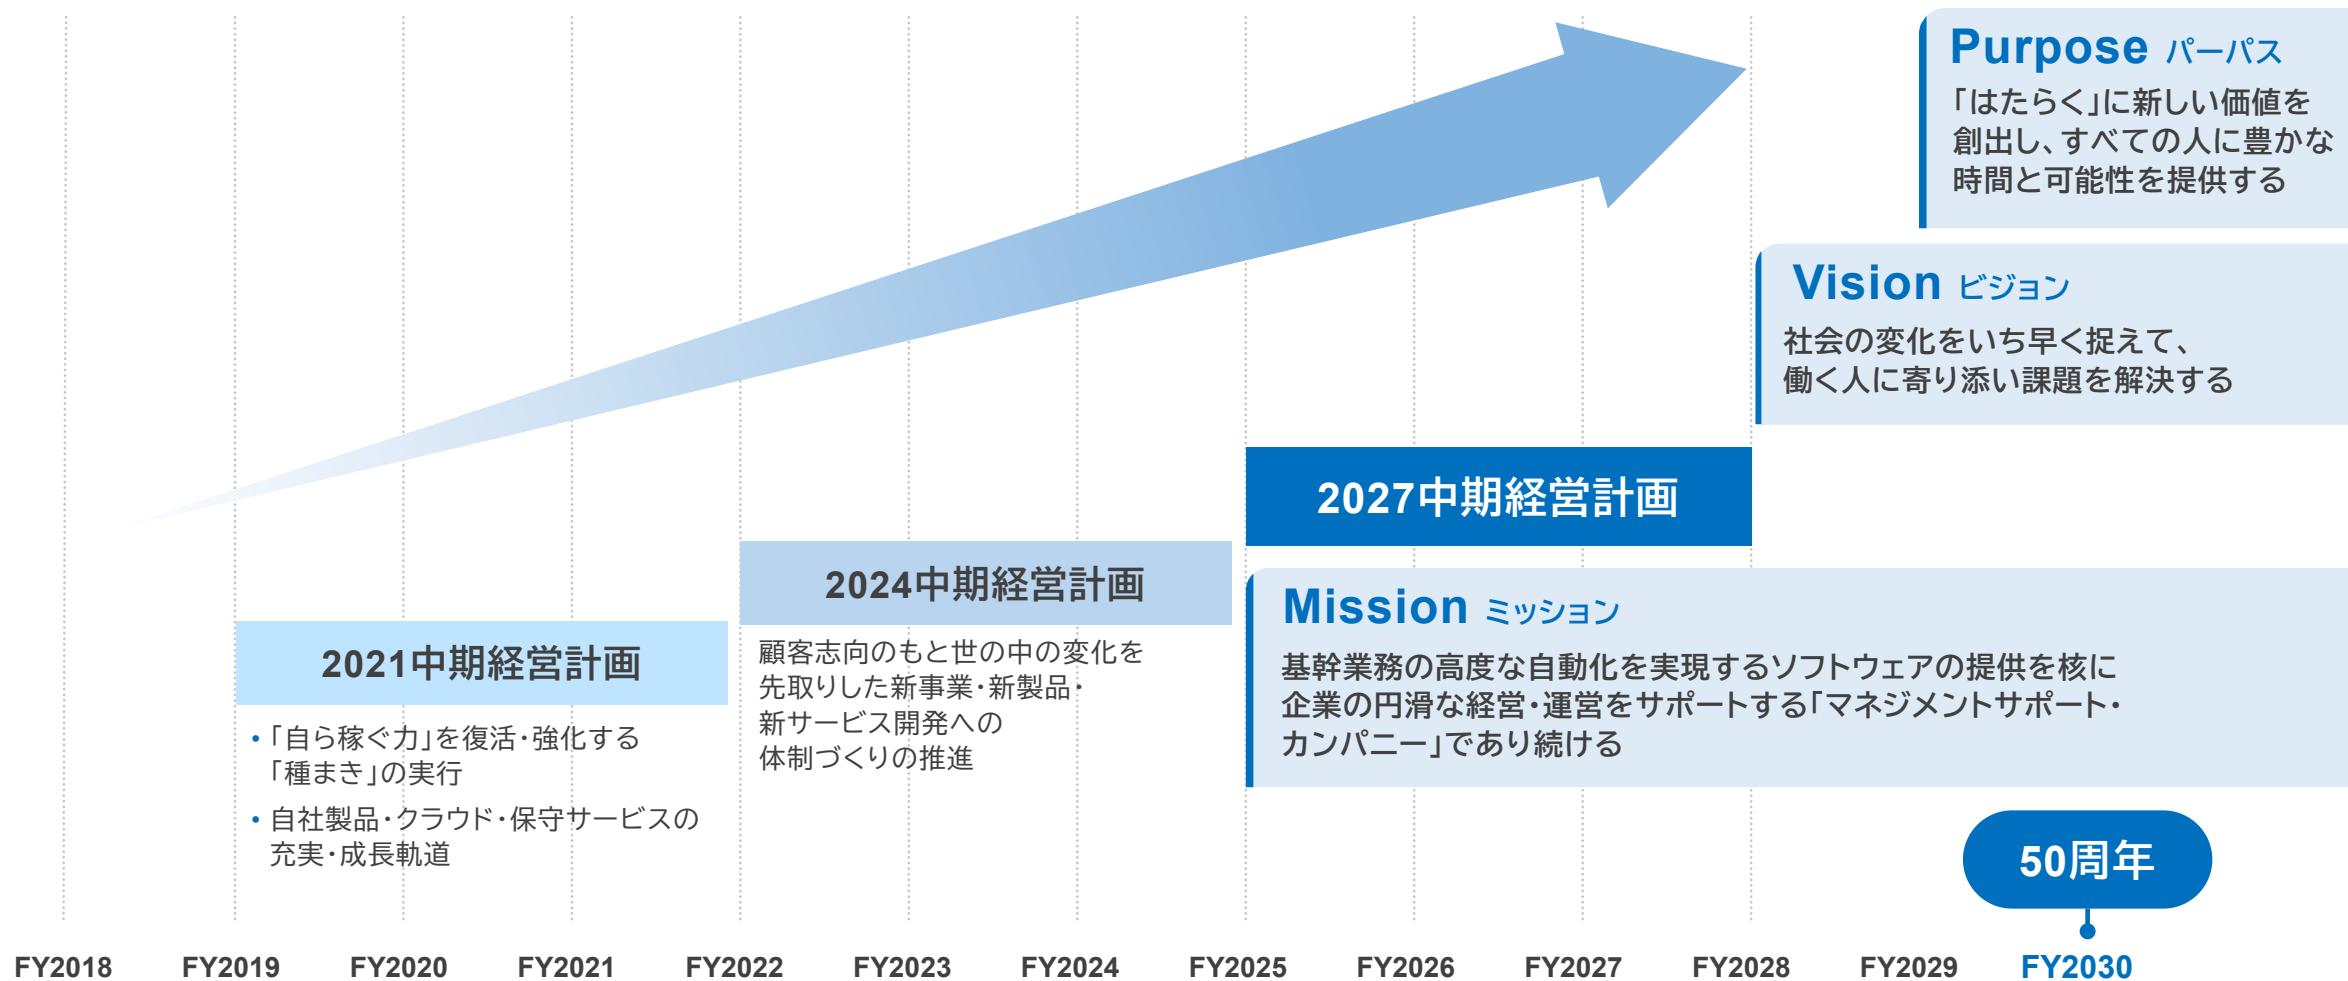 Purpose パーパス
「はたらく」に新しい価値を
創出し、すべての人に豊かな
時間と可能性を提供する
Vision ビジョン
社会の変化をいち早く捉えて、
働く人に寄り添い課題を解決する
2027中期経営計画
Mission ミッション
基幹業務の高度な自動化を実現するソフトウェアの提供を核に
企業の円滑な経営・運営をサポートする「マネジメントサポート・
カンパニー」であり続ける
2024中期経営計画
顧客志向のもと世の中の変化を
先取りした新事業・新製品・
新サービス開発への
体制づくりの推進
2021中期経営計画
• 「自ら稼ぐ力」を復活・強化する
「種まき」の実行
• 自社製品・クラウド・保守サービスの
充実・成長軌道
50周年
FY2018 FY2019 FY2020 FY2021 FY2022 FY2023 FY2024 FY2025 FY2026 FY2027 FY2028 FY2029 FY2030